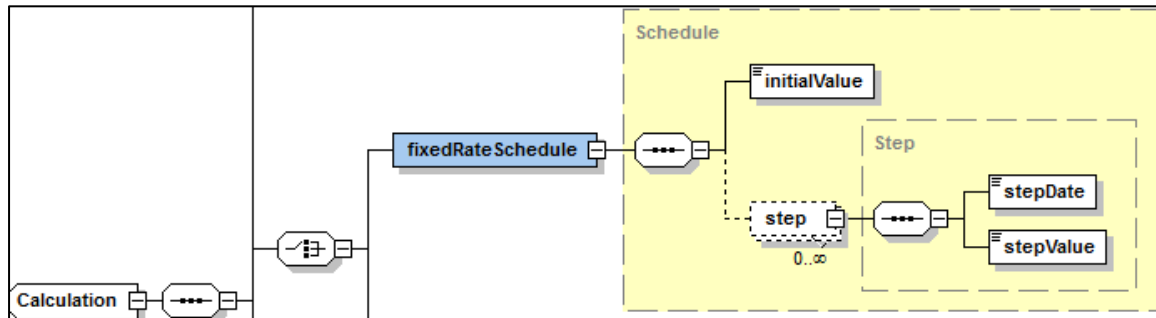 Schedule
initialValue
fixedRateSchedule
Step
stepDate
step
stepValue
0..∞
Calculation